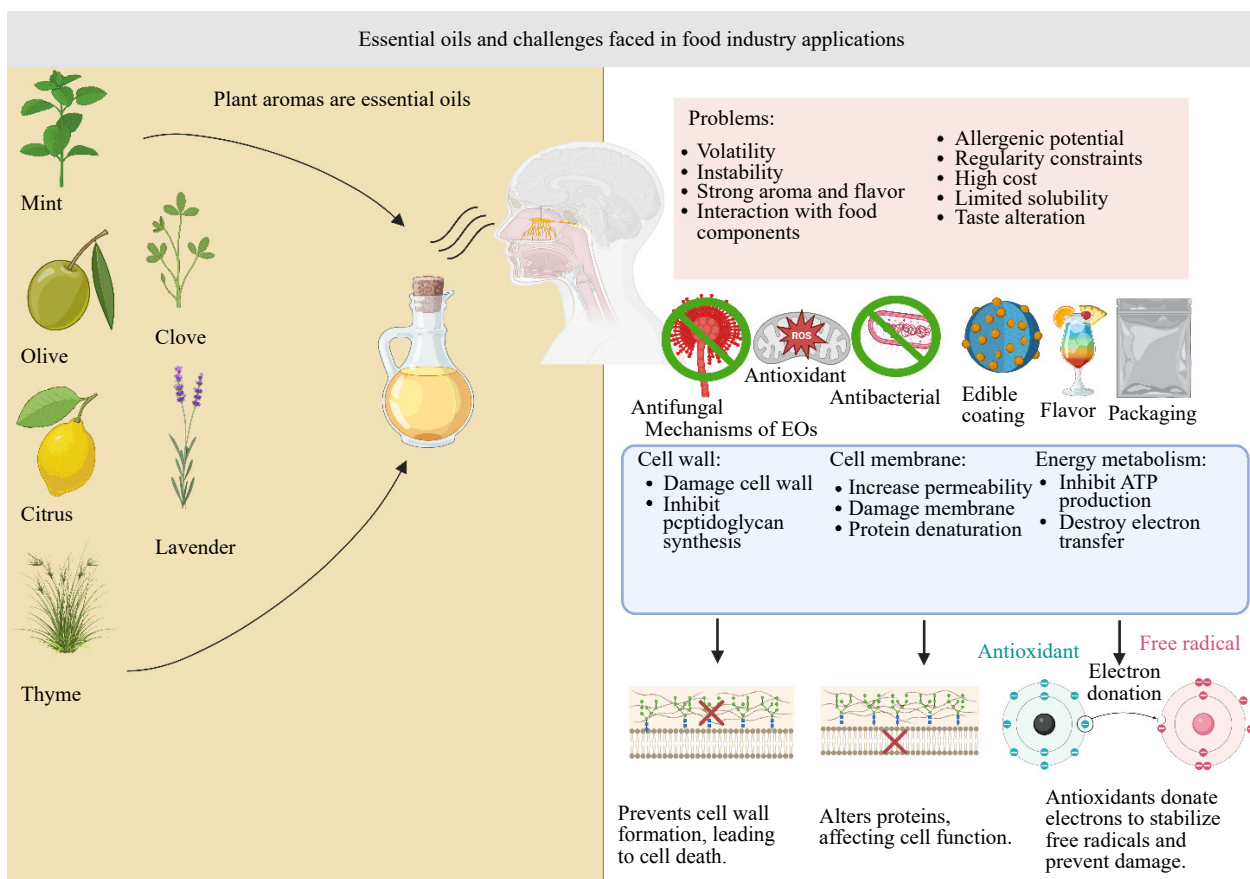 Essential oils and challenges faced in food industry applications
Plant aromas are essential oils
Mint
Clove
Olive
Citrus
Lavender
Thyme
Problems:
• Volatility
• Instability
• Strong aroma and flavor
• Interaction with food
components
• Allergenic potential
• Regularity constraints
• High cost
• Limited solubility
• Taste alteration
ROS
Antifungal
Antioxidant
Antibacterial
Edible
coating
Flavor
Packaging
Mechanisms of EOs
Cell wall:
• Damage cell wall
• Inhibit
pcptidoglycan
synthesis
Cell membrane:
• Increase permeability
• Damage membrane
• Protein denaturation
Energy metabolism:
• Inhibit ATP
production
• Destroy electron
transfer
Antioxidant
Free radical
Electron
donation
Prevents cell wall
formation, leading
to cell death.
Alters proteins,
affecting cell function.
Antioxidants donate
electrons to stabilize
free radicals and
prevent damage.